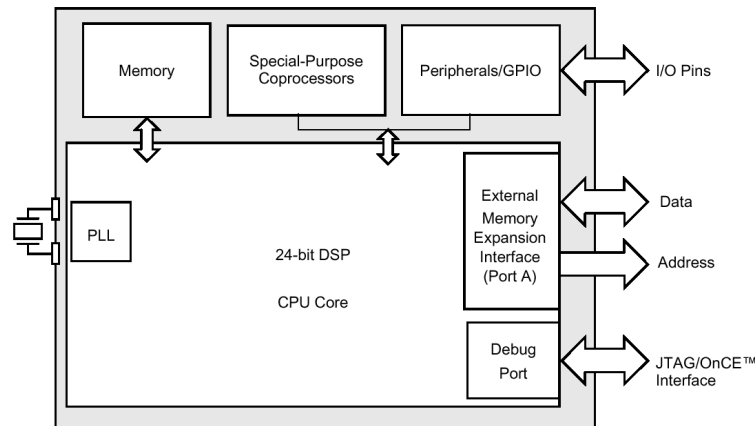 Memory
Special-Purpose
Coprocessors
Peripherals/GPIO
I/O Pins
PLL
24-bit DSP
CPU Core
External
Memory
Expansion
Interface
(Port A)
Data
Address
Debug
Port
JTAG/OnCE™
Interface